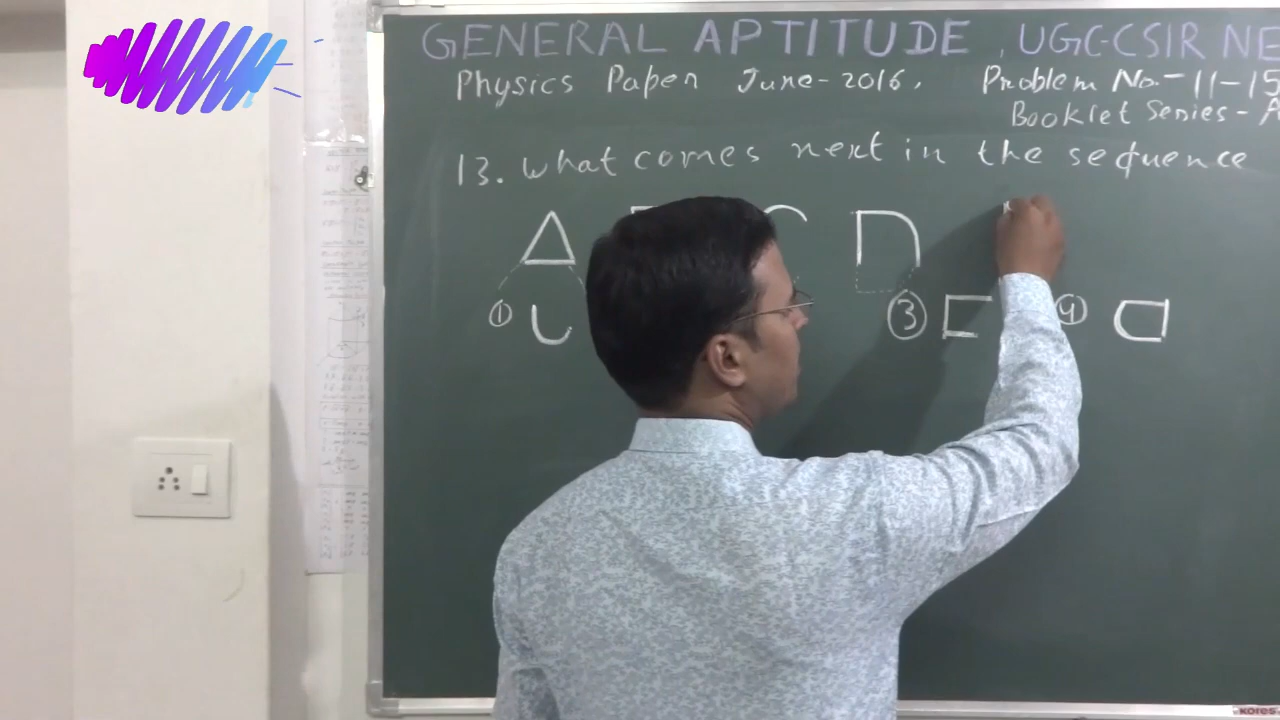 GENERAL APTITUDE, UGC-CSIR NE
Physics Paper June-2016. Problem No.-11-15
Booklet Series - A
13. What comes next in the sequence
① ③ ④
KORES